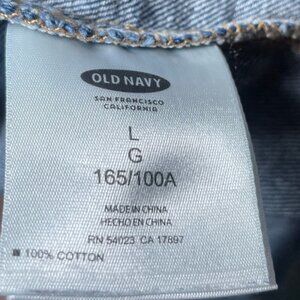 OLD NAVY
SAN FRANCISCO
CALIFORNIA
L
G
165/100A
MADE IN CHINA
HECHO EN CHINA
RN 54023 CA 17897
■ 100% COTTON